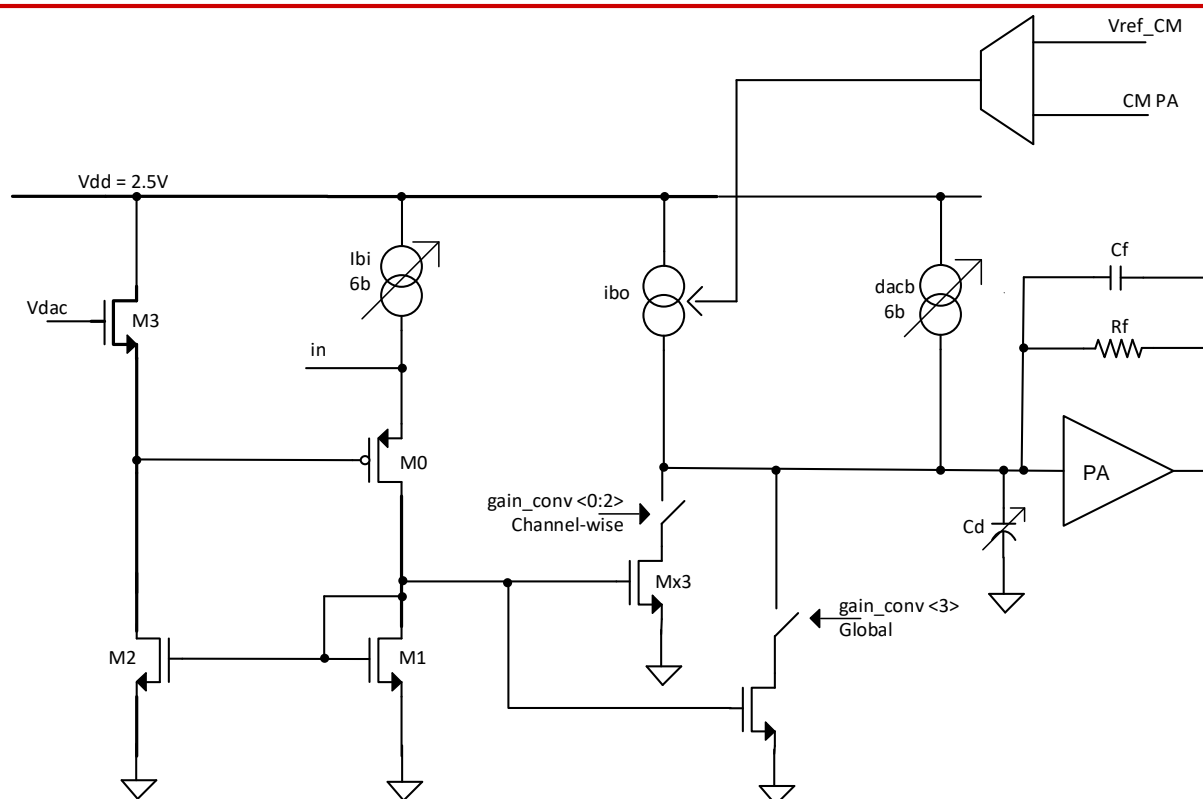 Vref_CM
CM PA
Vdd = 2.5V
Ibi
6b
Cf
ibo
dacb
6b
Vdac
M3
Rf
in
M0
PA
gain_conv <0:2>
Channel-wise
Cd
Mx3
gain_conv <3>
Global
M2
M1